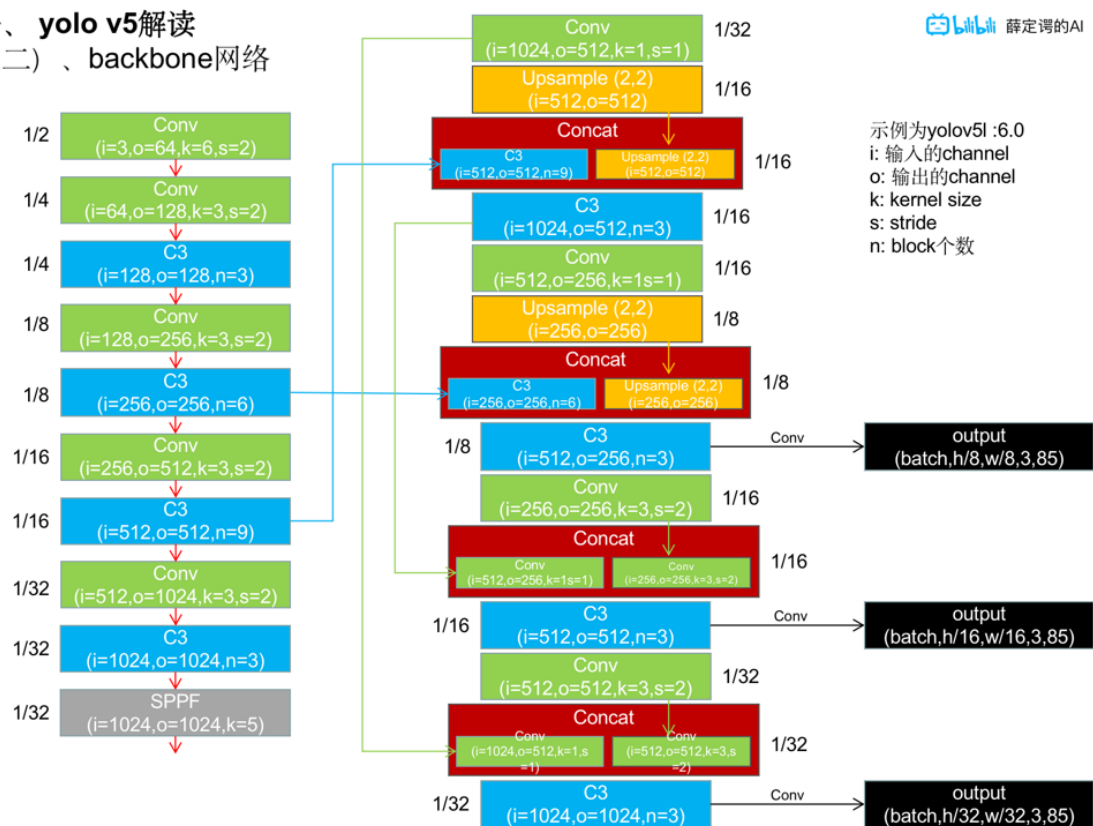 、 yolo v5解读
二）、backbone网络
bilibili 薛定谔的AI
示例为yolov5l :6.0
i: 输入的channel
o: 输出的channel
k: kernel size
s: stride
n: block个数
1/2
Conv
(i=3,o=64,k=6,s=2)
1/4
Conv
(i=64,o=128,k=3,s=2)
1/4
C3
(i=128,o=128,n=3)
1/8
Conv
(i=128,o=256,k=3,s=2)
1/8
C3
(i=256,o=256,n=6)
1/16
Conv
(i=256,o=512,k=3,s=2)
1/16
C3
(i=512,o=512,n=9)
1/32
Conv
(i=512,o=1024,k=3,s=2)
1/32
C3
(i=1024,o=1024,n=3)
1/32
SPPF
(i=1024,o=1024,k=5)
Conv
(i=1024,o=512,k=1,s=1)
1/32
Upsample (2,2)
(i=512,o=512)
1/16
Concat
C3
(i=512,o=512,n=9)
Upsample (2,2)
(i=512,o=512)
1/16
C3
(i=1024,o=512,n=3)
1/16
Conv
(i=512,o=256,k=1s=1)
1/16
Upsample (2,2)
(i=256,o=256)
1/8
Concat
C3
(i=256,o=256,n=6)
Upsample (2,2)
(i=256,o=256)
1/8
1/8
C3
(i=512,o=256,n=3)
Conv
output
(batch,h/8,w/8,3,85)
Conv
(i=256,o=256,k=3,s=2)
1/16
Concat
Conv
(i=512,o=256,k=1s=1)
Conv
(i=256,o=256,k=3,s=2)
1/16
1/16
C3
(i=512,o=512,n=3)
Conv
output
(batch,h/16,w/16,3,85)
Conv
(i=512,o=512,k=3,s=2)
1/32
Concat
Conv
(i=1024,o=512,k=1,s
=1)
Conv
(i=512,o=512,k=3,s
=2)
1/32
1/32
C3
(i=1024,o=1024,n=3)
Conv
output
(batch,h/32,w/32,3,85)